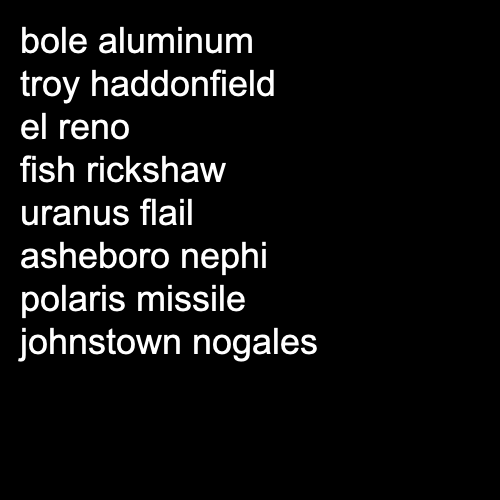 bole aluminum
troy haddonfield
el reno
fish rickshaw
uranus flail
asheboro nephi
polaris missile
johnstown nogales